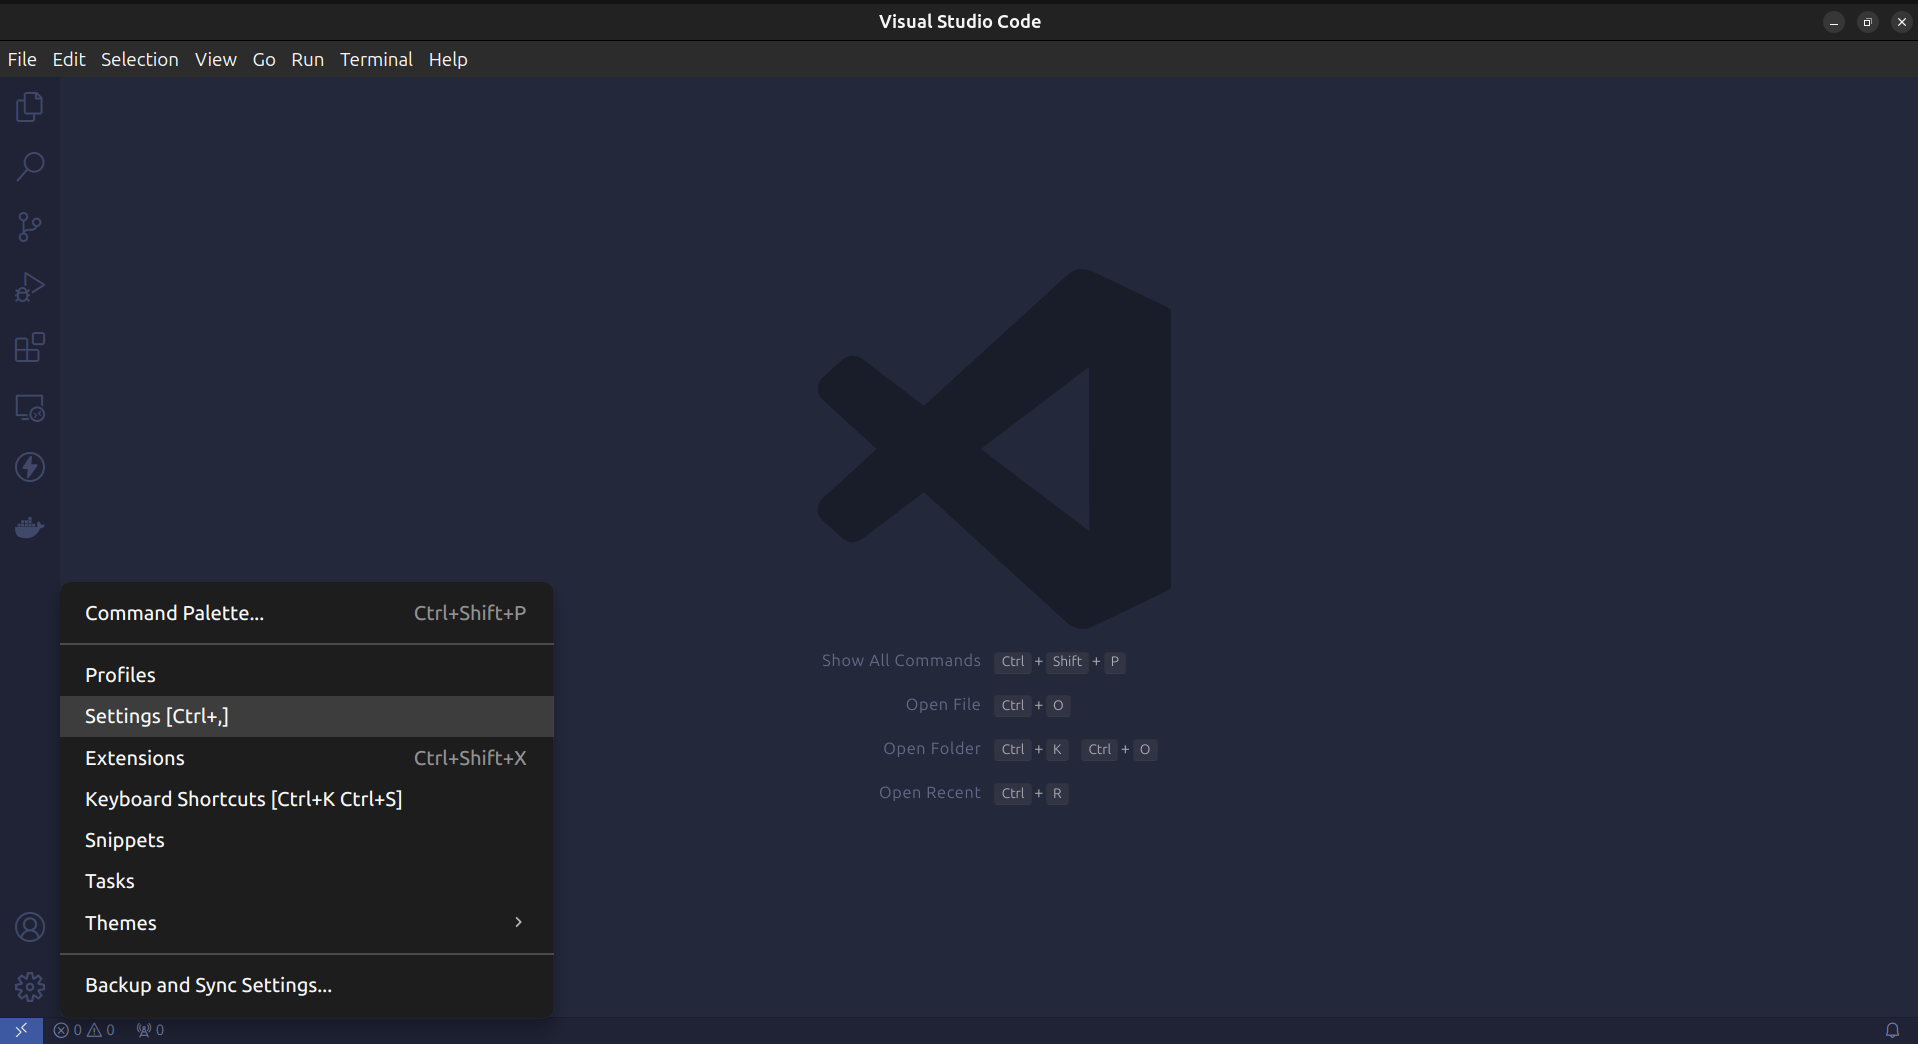 Visual Studio Code
File Edit Selection View Go Run Terminal Help
Show All Commands Ctrl + Shift + P
Open File Ctrl + O
Open Folder Ctrl + K Ctrl + O
Open Recent Ctrl + R
Command Palette... Ctrl+Shift+P
Profiles
Settings [Ctrl+,]
Extensions Ctrl+Shift+X
Keyboard Shortcuts [Ctrl+K Ctrl+S]
Snippets
Tasks
Themes
Backup and Sync Settings...
0 0 0